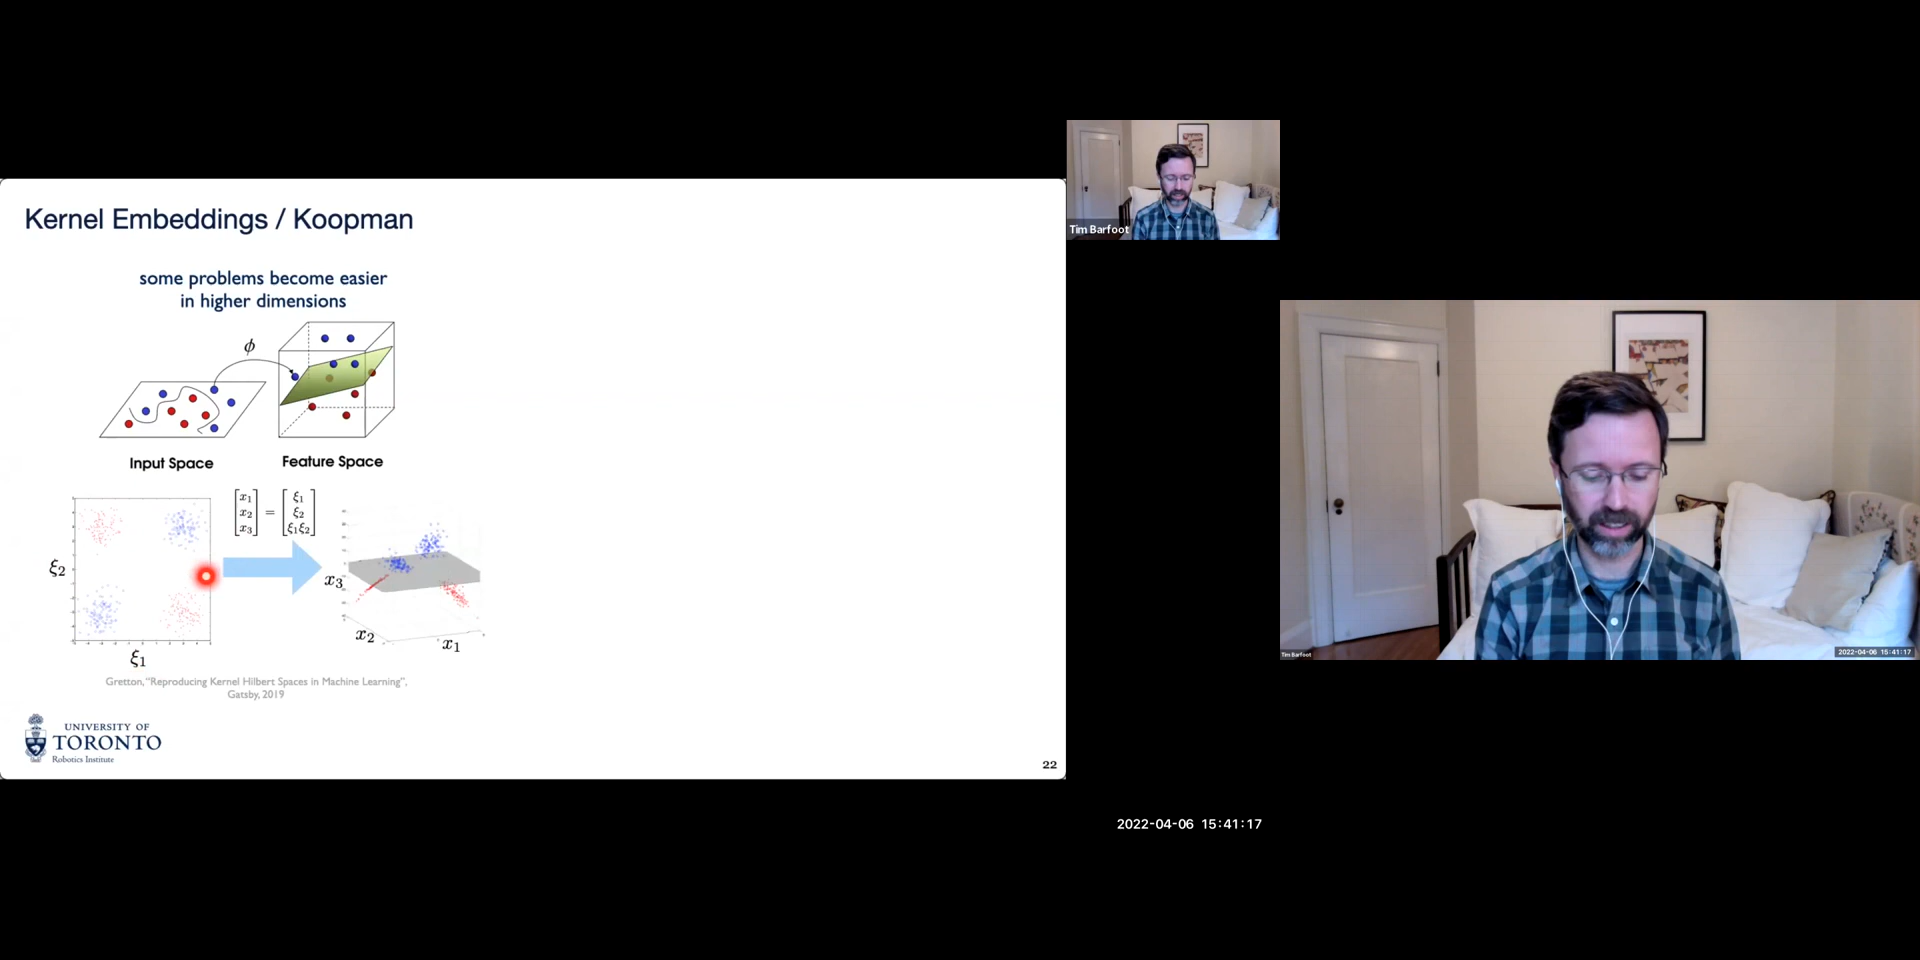 Kernel Embeddings / Koopman
some problems become easier
in higher dimensions
ϕ
Input Space
Feature Space
x₁
x₂
x₃
=
ξ₁
ξ₂
ξ₁ξ₂
ξ₂
ξ₁
x₃
x₂
x₁
Gretton, “Reproducing Kernel Hilbert Spaces in Machine Learning”,
Gatsby, 2019
UNIVERSITY OF
TORONTO
Robotics Institute
22
Tim Barfoot
Tim Barfoot
2022-04-06 15:41:17
2022-04-06 15:41:17